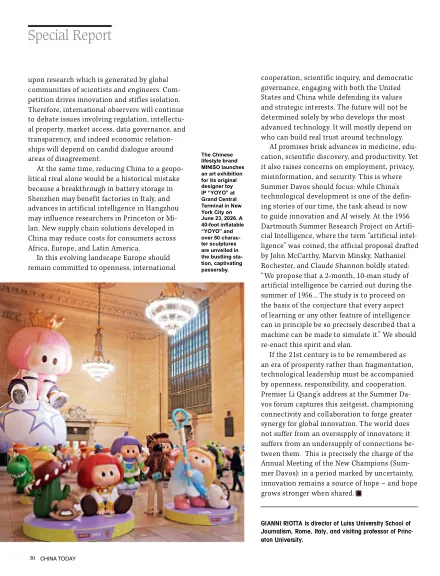 Special Report
upon research which is generated by global
communities of scientists and engineers. Com-
petition drives innovation and stifles isolation.
Therefore, international observers will continue
to debate issues involving regulation, intellectu-
al property, market access, data governance, and
transparency, and indeed economic relation-
ships will depend on candid dialogue around
areas of disagreement.
At the same time, reducing China to a geopo-
litical rival alone would be a historical mistake
because a breakthrough in battery storage in
Shenzhen may benefit factories in Italy, and
advances in artificial intelligence in Hangzhou
may influence researchers in Princeton or Mi-
lan. New supply chain solutions developed in
China may reduce costs for consumers across
Africa, Europe, and Latin America.
In this evolving landscape Europe should
remain committed to openness, international
The Chinese
lifestyle brand
MINISO launches
an art exhibition
for its original
designer toy
IP “YOYO” at
Grand Central
Terminal in New
York City on
June 23, 2026. A
40-foot inflatable
“YOYO” and
over 50 charac-
ter sculptures
are unveiled in
the bustling sta-
tion, captivating
passersby.
cooperation, scientific inquiry, and democratic
governance, engaging with both the United
States and China while defending its values
and strategic interests. The future will not be
determined solely by who develops the most
advanced technology. It will mostly depend on
who can build real trust around technology.
AI promises brisk advances in medicine, edu-
cation, scientific discovery, and productivity. Yet
it also raises concerns on employment, privacy,
misinformation, and security. This is where
Summer Davos should focus: while China’s
technological development is one of the defin-
ing stories of our time, the task ahead is now
to guide innovation and AI wisely. At the 1956
Dartmouth Summer Research Project on Artifi-
cial Intelligence, where the term “artificial intel-
ligence” was coined, the official proposal drafted
by John McCarthy, Marvin Minsky, Nathaniel
Rochester, and Claude Shannon boldly stated:
“We propose that a 2-month, 10-man study of
artificial intelligence be carried out during the
summer of 1956... The study is to proceed on
the basis of the conjecture that every aspect
of learning or any other feature of intelligence
can in principle be so precisely described that a
machine can be made to simulate it.” We should
re-enact this spirit and elan.
If the 21st century is to be remembered as
an era of prosperity rather than fragmentation,
technological leadership must be accompanied
by openness, responsibility, and cooperation.
Premier Li Qiang’s address at the Summer Da-
vos forum captures this zeitgeist, championing
connectivity and collaboration to forge greater
synergy for global innovation. The world does
not suffer from an oversupply of innovators; it
suffers from an undersupply of connections be-
tween them. This is precisely the charge of the
Annual Meeting of the New Champions (Sum-
mer Davos): in a period marked by uncertainty,
innovation remains a source of hope – and hope
grows stronger when shared.
GIANNI RIOTTA is director of Luiss University School of
Journalism, Rome, Italy, and visiting professor of Princ-
eton University.
30 CHINA TODAY